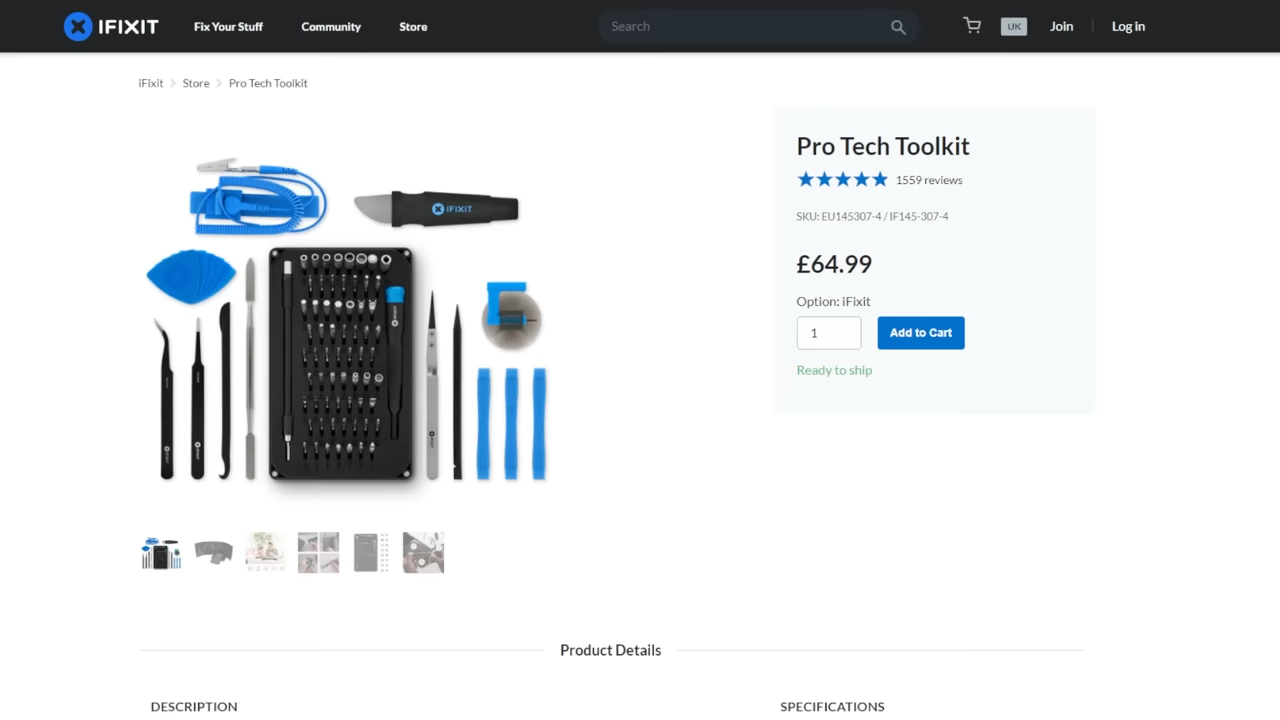 IFIXIT
Fix Your Stuff
Community
Store
Search
UK
Join
Log in
iFixit > Store > Pro Tech Toolkit
IFIXIT
Pro Tech Toolkit
1559 reviews
SKU: EU145307-4 / IF145-307-4
£64.99
Option: iFixit
1
Add to Cart
Ready to ship
Product Details
DESCRIPTION
SPECIFICATIONS